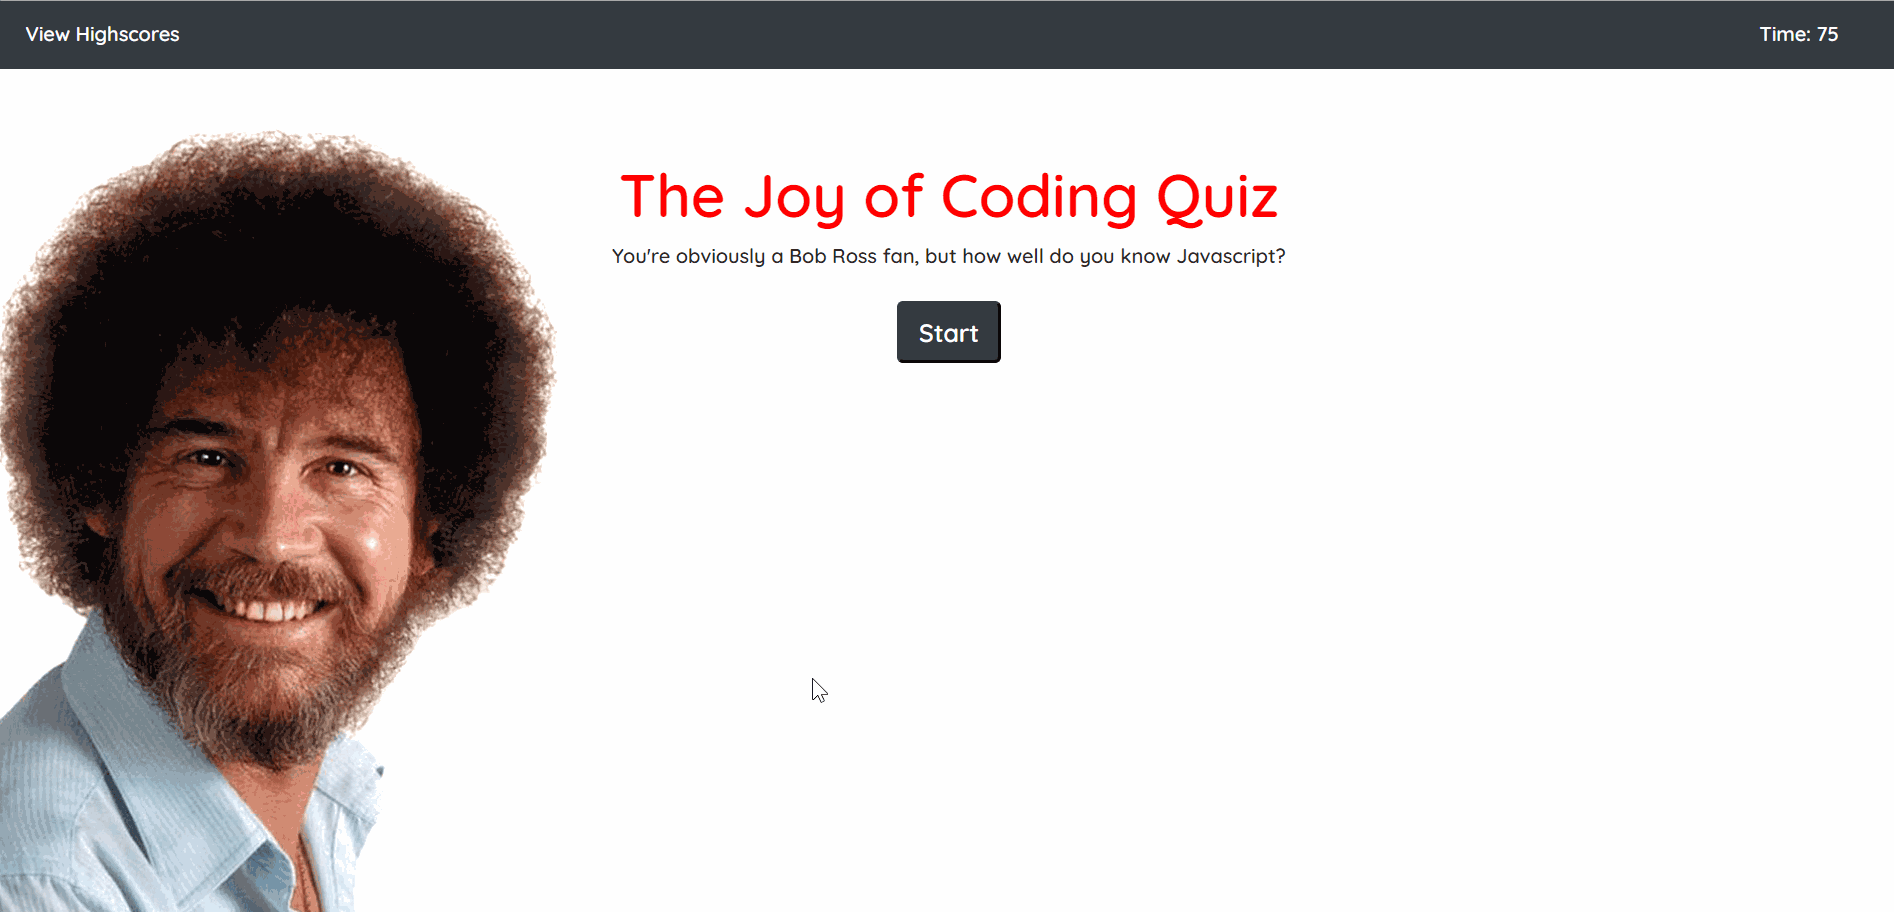 View Highscores
Time: 75
The Joy of Coding Quiz
You're obviously a Bob Ross fan, but how well do you know Javascript?
Start